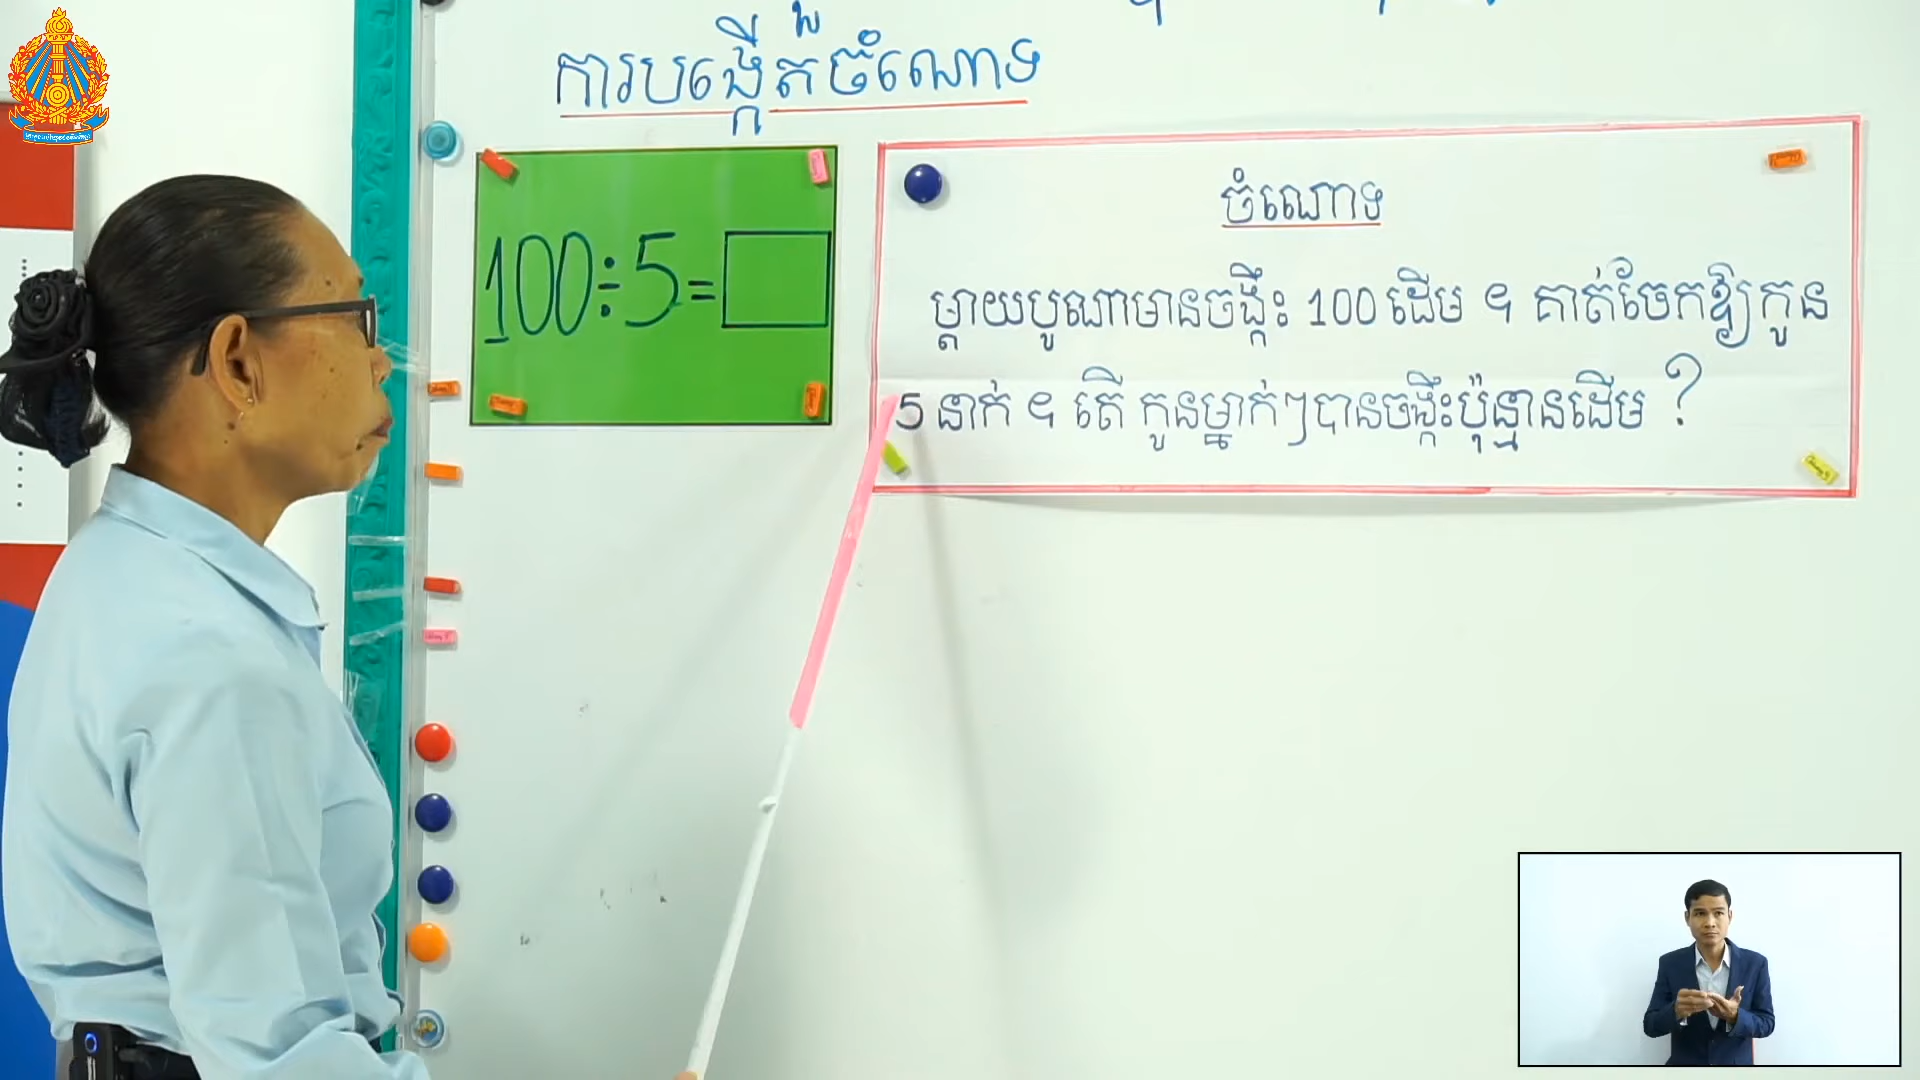 ការបង្កើតចំណោទ
100÷5=
ចំណោទ
ម្ដាយបូណាមានចង្កឹះ 100 ដើម ។ គាត់ចែកឱ្យកូន
5 នាក់ ។ តើ កូនម្នាក់ៗបានចង្កឹះប៉ុន្មានដើម ?